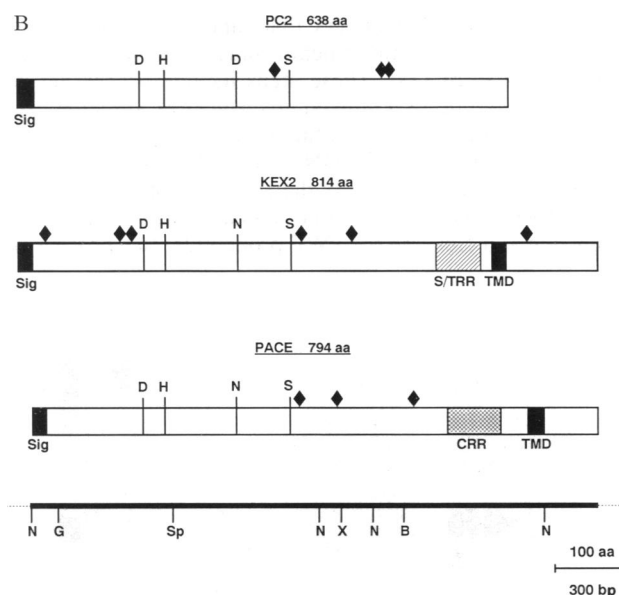 B
PC2 638 aa
D H D S
Sig
KEX2 814 aa
D H N S
Sig S/TRR TMD
PACE 794 aa
D H N S
Sig CRR TMD
N G Sp N X N B N
100 aa
300 bp